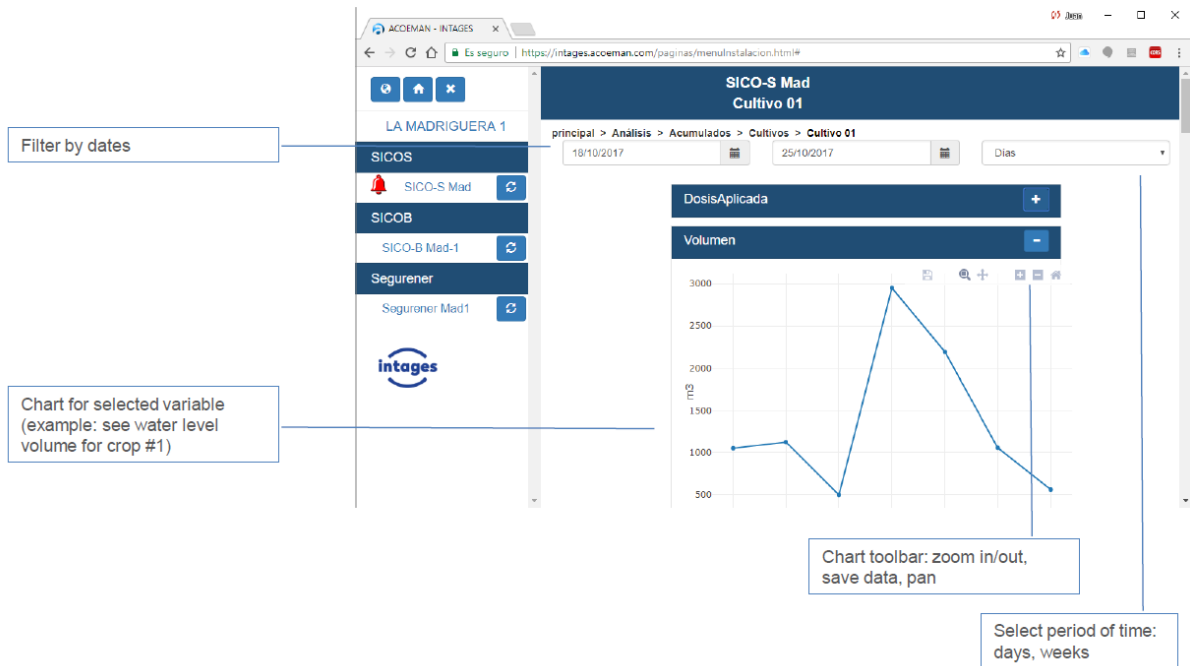 ACOEMAN - INTAGES
Es seguro
https://intages.acoeman.com/paginas/menuInstalacion.html#
SICO-S Mad
Cultivo 01
LA MADRIGUERA 1
principal > Análisis > Acumulados > Cultivos > Cultivo 01
Filter by dates
18/10/2017
25/10/2017
Días
SICOS
SICO-S Mad
DosisAplicada
SICOB
Volumen
SICO-B Mad-1
Segurener
Segurener Mad1
intages
3000
2500
2000
m3
1500
1000
500
Chart for selected variable
(example: see water level
volume for crop #1)
Chart toolbar: zoom in/out,
save data, pan
Select period of time:
days, weeks